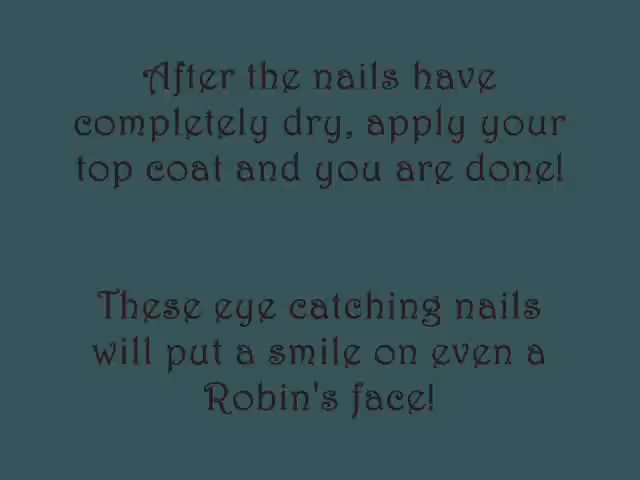 After the nails have
completely dry, apply your
top coat and you are done!
These eye catching nails
will put a smile on even a
Robin's face!